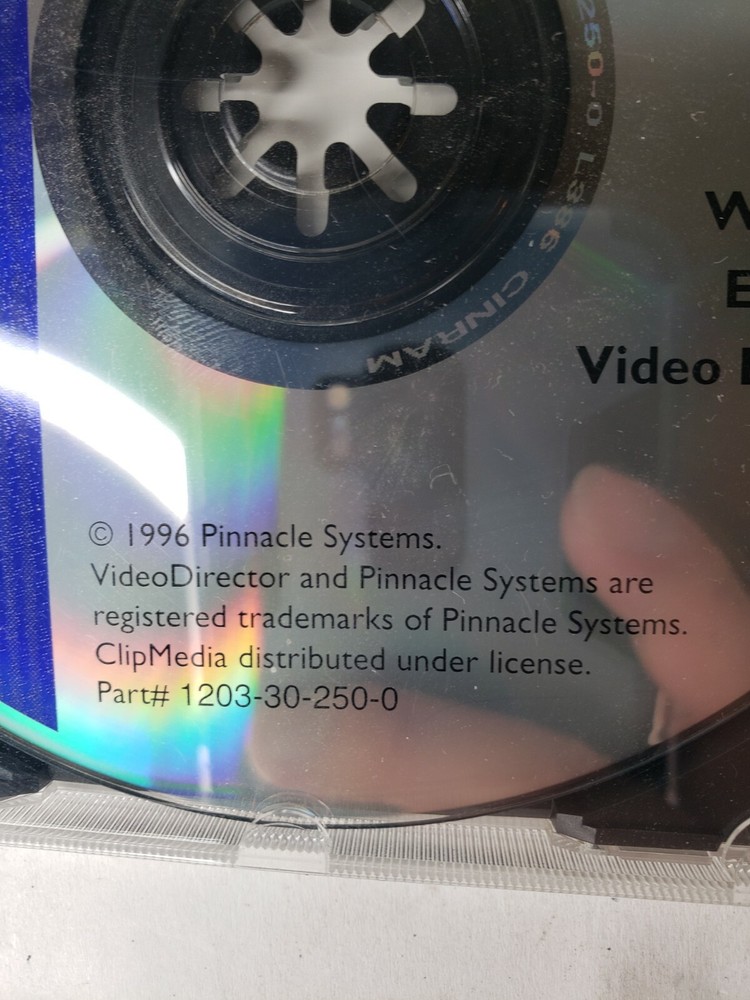 250-0 L386, CINRAM
Video
© 1996 Pinnacle Systems.
VideoDirector and Pinnacle Systems are
registered trademarks of Pinnacle Systems.
ClipMedia distributed under license.
Part# 1203-30-250-0